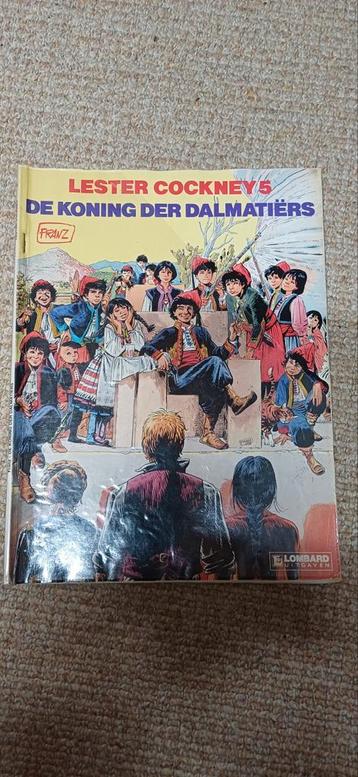 LESTER COCKNEY 5
DE KONING DER DALMATIËRS
FRANZ
LOMBARD
UITGAVEN